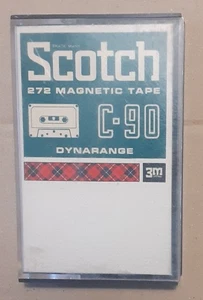 Scotch
272 MAGNETIC TAPE
C-90
DYNARANGE
3m